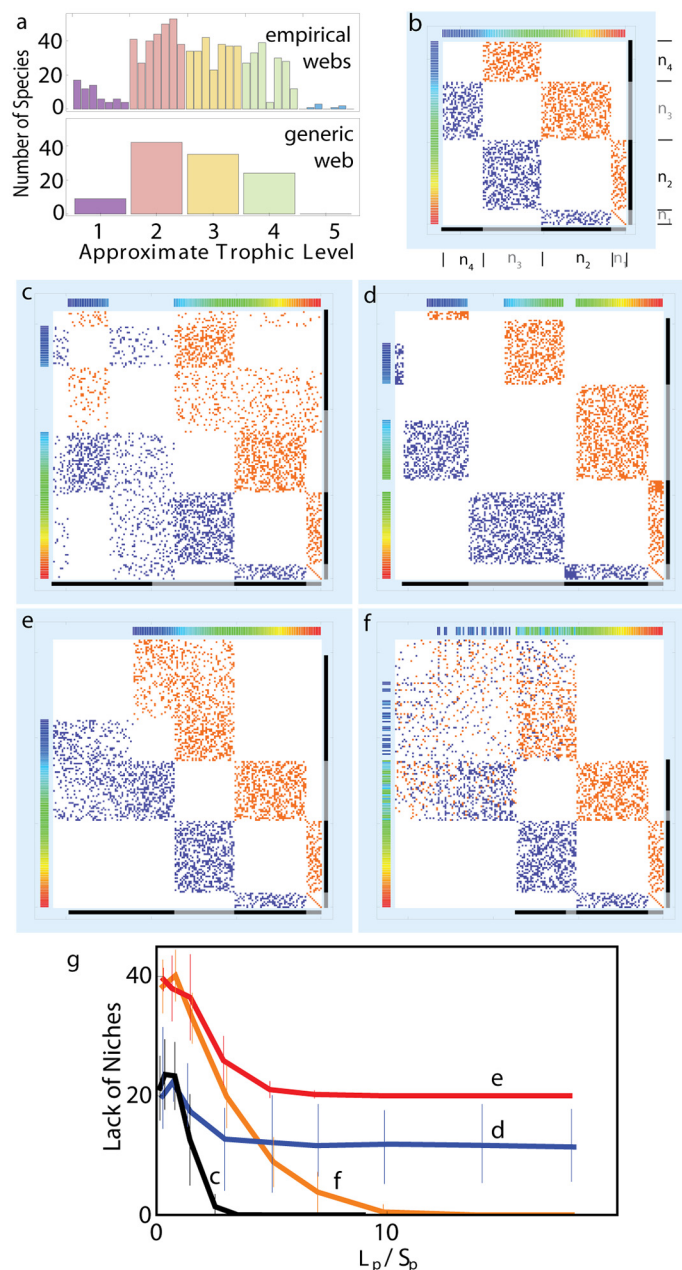 a
empirical webs
40
20
0
generic web
40
20
0
Number of Species
1 2 3 4 5
Approximate Trophic Level
b
n4
n3
n2
n1
n4 n3 n2 n1
c
d
e
f
g
40
20
0
Lack of Niches
e
d
c
f
0 10
Lp / Sp